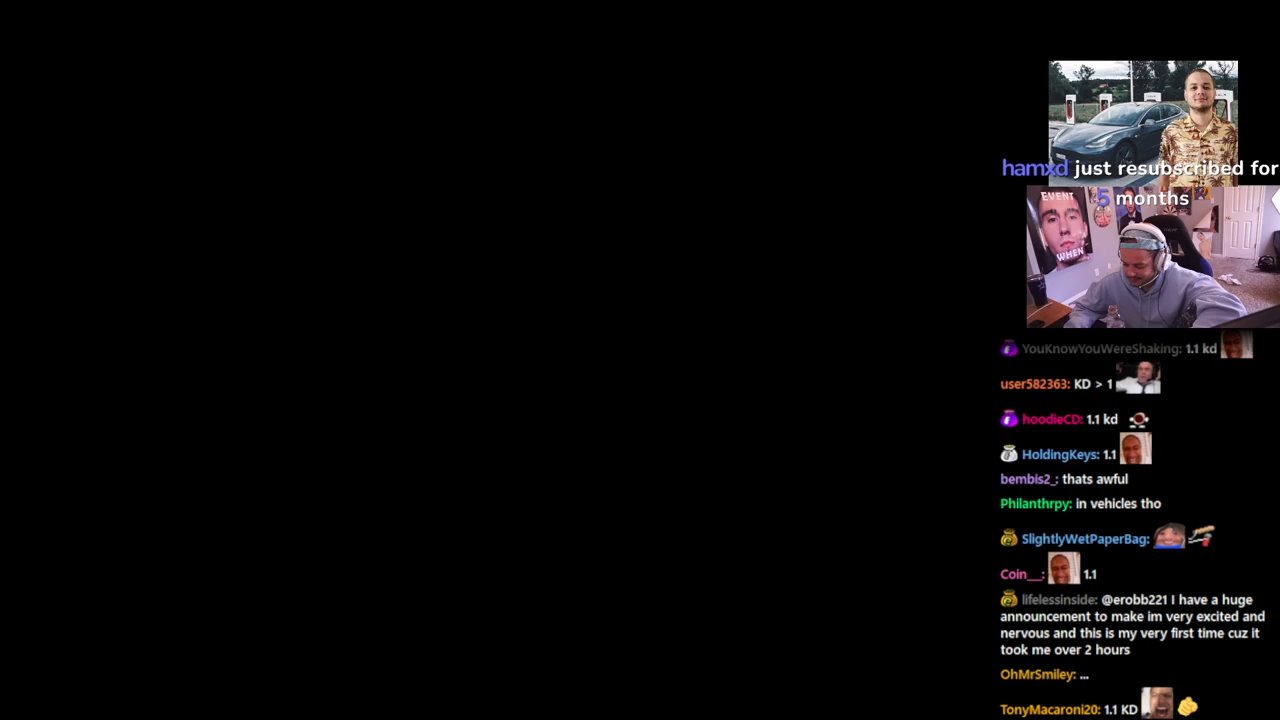 hamxd just resubscribed for
5 months
EVENT
WHEN
YouKnowYouWereShaking: 1.1 kd
user582363: KD > 1
hoodieCD: 1.1 kd
HoldingKeys: 1.1
bembis2_: thats awful
Philanthrpy: in vehicles tho
SlightlyWetPaperBag:
Coin___: 1.1
lifelessinside: @erobb221 I have a huge
announcement to make im very excited and
nervous and this is my very first time cuz it
took me over 2 hours
OhMrSmiley: ...
TonyMacaroni20: 1.1 KD